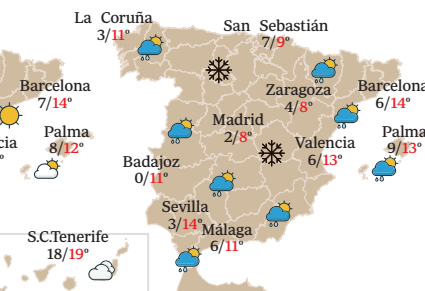 La Coruña
3/11°
San Sebastián
7/9°
Barcelona
7/14°
Zaragoza
4/8°
Barcelona
6/14°
Madrid
2/8°
Palma
8/12°
cia
°
Valencia
6/13°
Palma
9/13°
Badajoz
0/11°
Sevilla
3/14°
Málaga
6/11°
S.C.Tenerife
18/19°